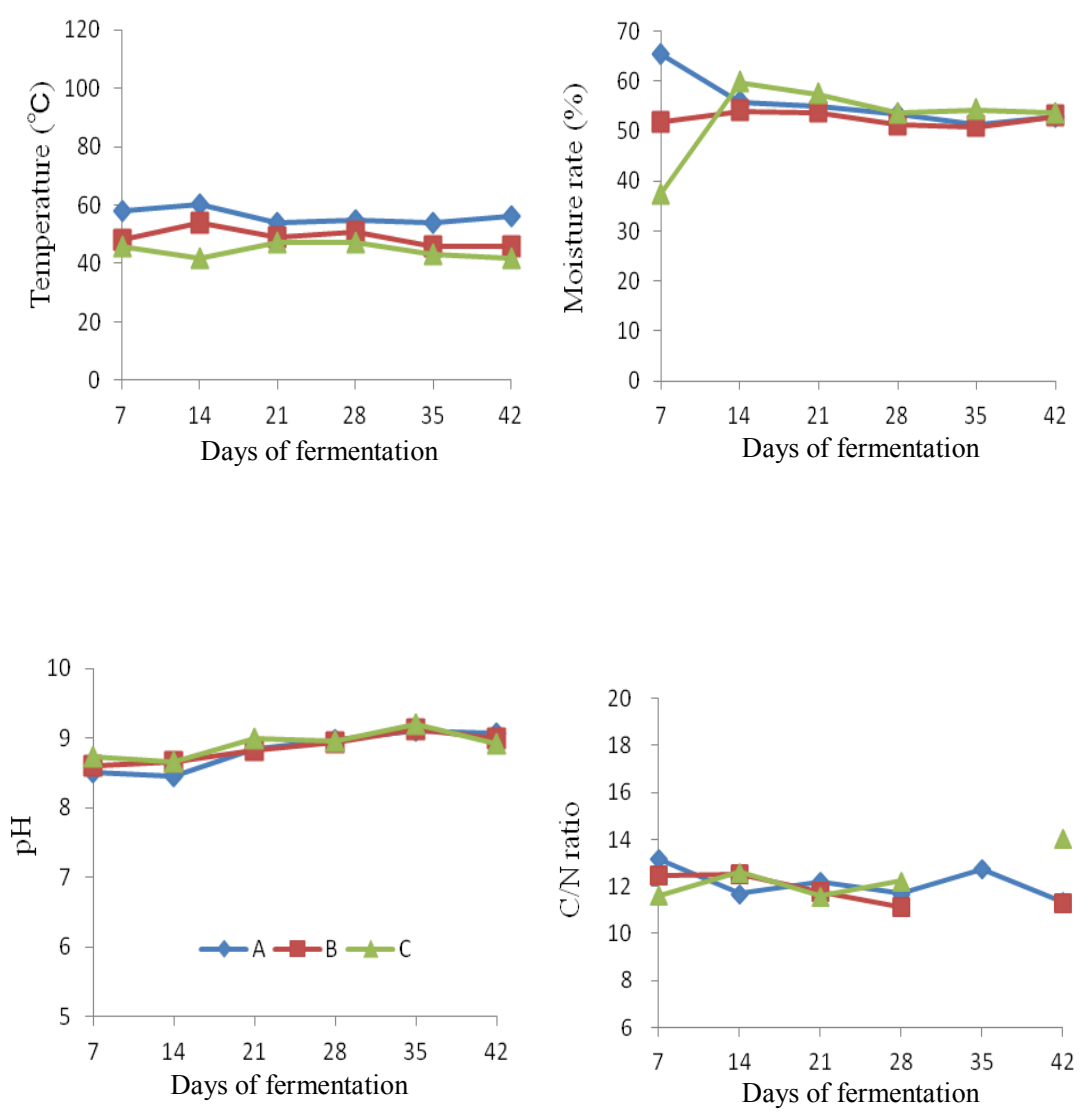 120
100
80
60
40
20
0
Temperature (℃)
7 14 21 28 35 42
Days of fermentation
70
60
50
40
30
20
10
0
Moisture rate (%)
7 14 21 28 35 42
Days of fermentation
10
9
8
7
6
5
pH
A B C
7 14 21 28 35 42
Days of fermentation
20
18
16
14
12
10
8
6
C/N ratio
7 14 21 28 35 42
Days of fermentation